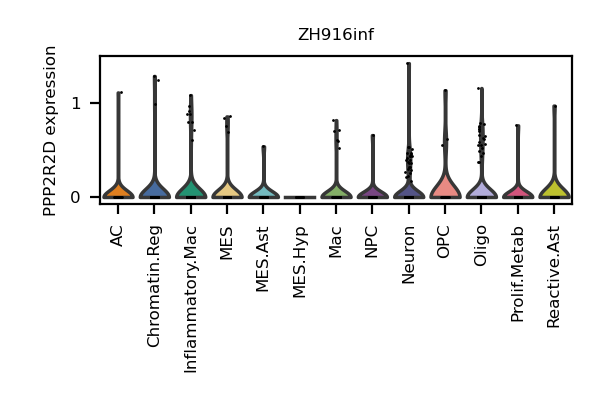 ZH916inf
PPP2R2D expression
1
0
AC
Chromatin.Reg
Inflammatory.Mac
MES
MES.Ast
MES.Hyp
Mac
NPC
Neuron
OPC
Oligo
Prolif.Metab
Reactive.Ast